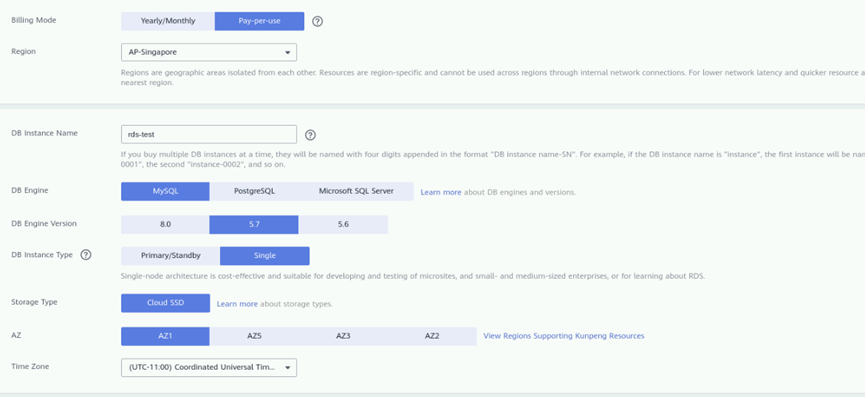 Billing Mode Yearly/Monthly Pay-per-use ?
Region AP-Singapore
Regions are geographic areas isolated from each other. Resources are region-specific and cannot be used across regions through internal network connections. For lower network latency and quicker resource a
nearest region.
DB Instance Name rds-test ?
If you buy multiple DB instances at a time, they will be named with four digits appended in the format "DB instance name-SN". For example, if the DB instance name is "instance", the first instance will be nan
0001", the second "instance-0002", and so on.
DB Engine MySQL PostgreSQL Microsoft SQL Server Learn more about DB engines and versions.
DB Engine Version 8.0 5.7 5.6
DB Instance Type ? Primary/Standby Single
Single-node architecture is cost-effective and suitable for developing and testing of microsites, and small- and medium-sized enterprises, or for learning about RDS.
Storage Type Cloud SSD Learn more about storage types.
AZ AZ1 AZ5 AZ3 AZ2 View Regions Supporting Kunpeng Resources
Time Zone (UTC-11:00) Coordinated Universal Tim...